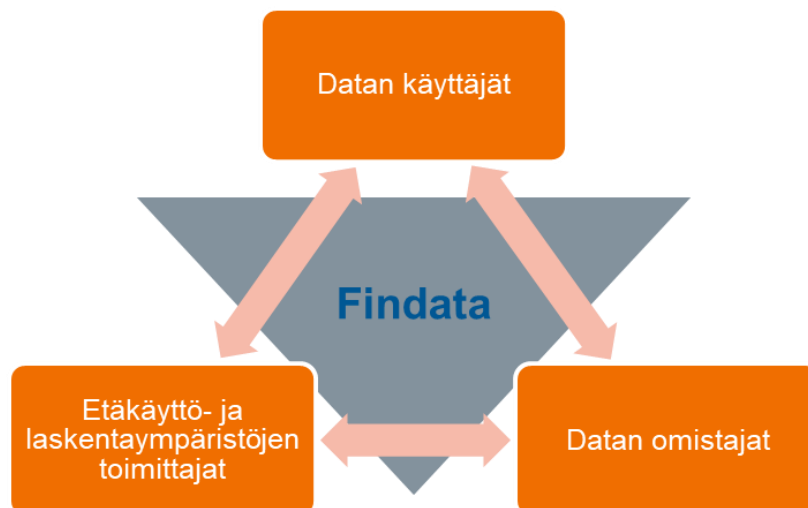 Datan käyttäjät
Findata
Etäkäyttö- ja
laskentaympäristöjen
toimittajat
Datan omistajat